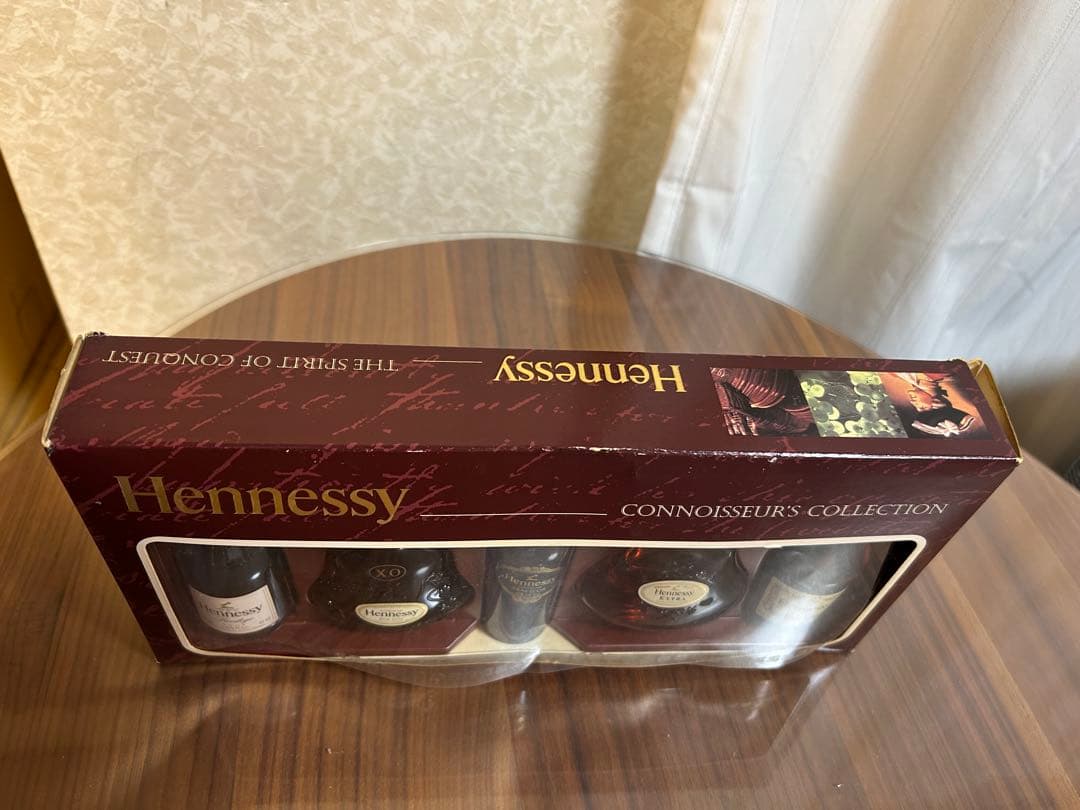 Hennessy THE SPIRIT OF CONQUEST
Hennessy CONNOISSEUR'S COLLECTION
Hennessy
XO
Hennessy
Hennessy
Hennessy
EXTRA